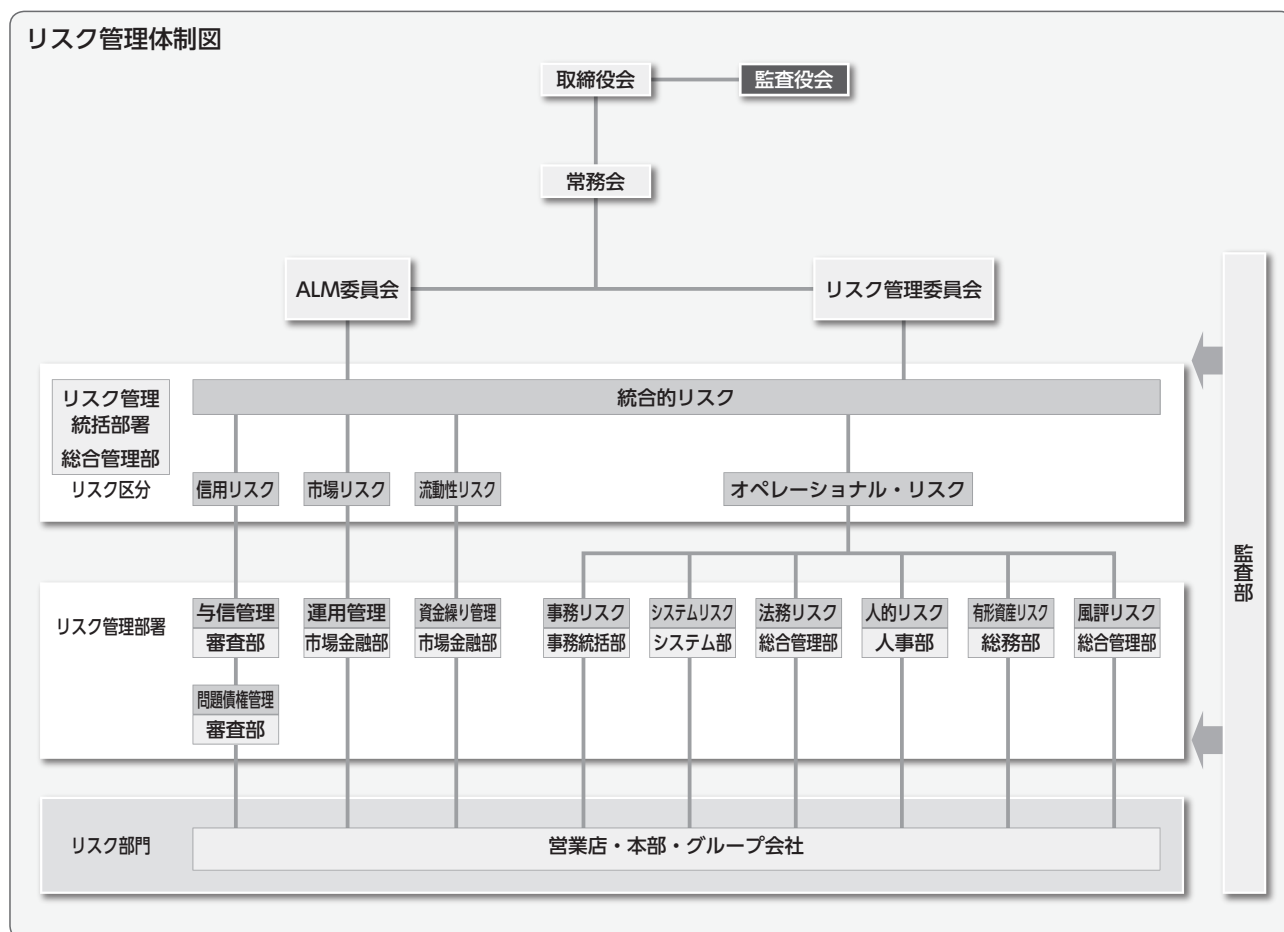 リスク管理体制図
取締役会
監査役会
常務会
ALM委員会
リスク管理委員会
リスク管理
統括部署
総合管理部
統合的リスク
リスク区分
信用リスク
市場リスク
流動性リスク
オペレーショナル・リスク
監査部
リスク管理部署
与信管理
審査部
運用管理
市場金融部
資金繰り管理
市場金融部
事務リスク
事務統括部
システムリスク
システム部
法務リスク
総合管理部
人的リスク
人事部
有形資産リスク
総務部
風評リスク
総合管理部
問題債権管理
審査部
リスク部門
営業店・本部・グループ会社